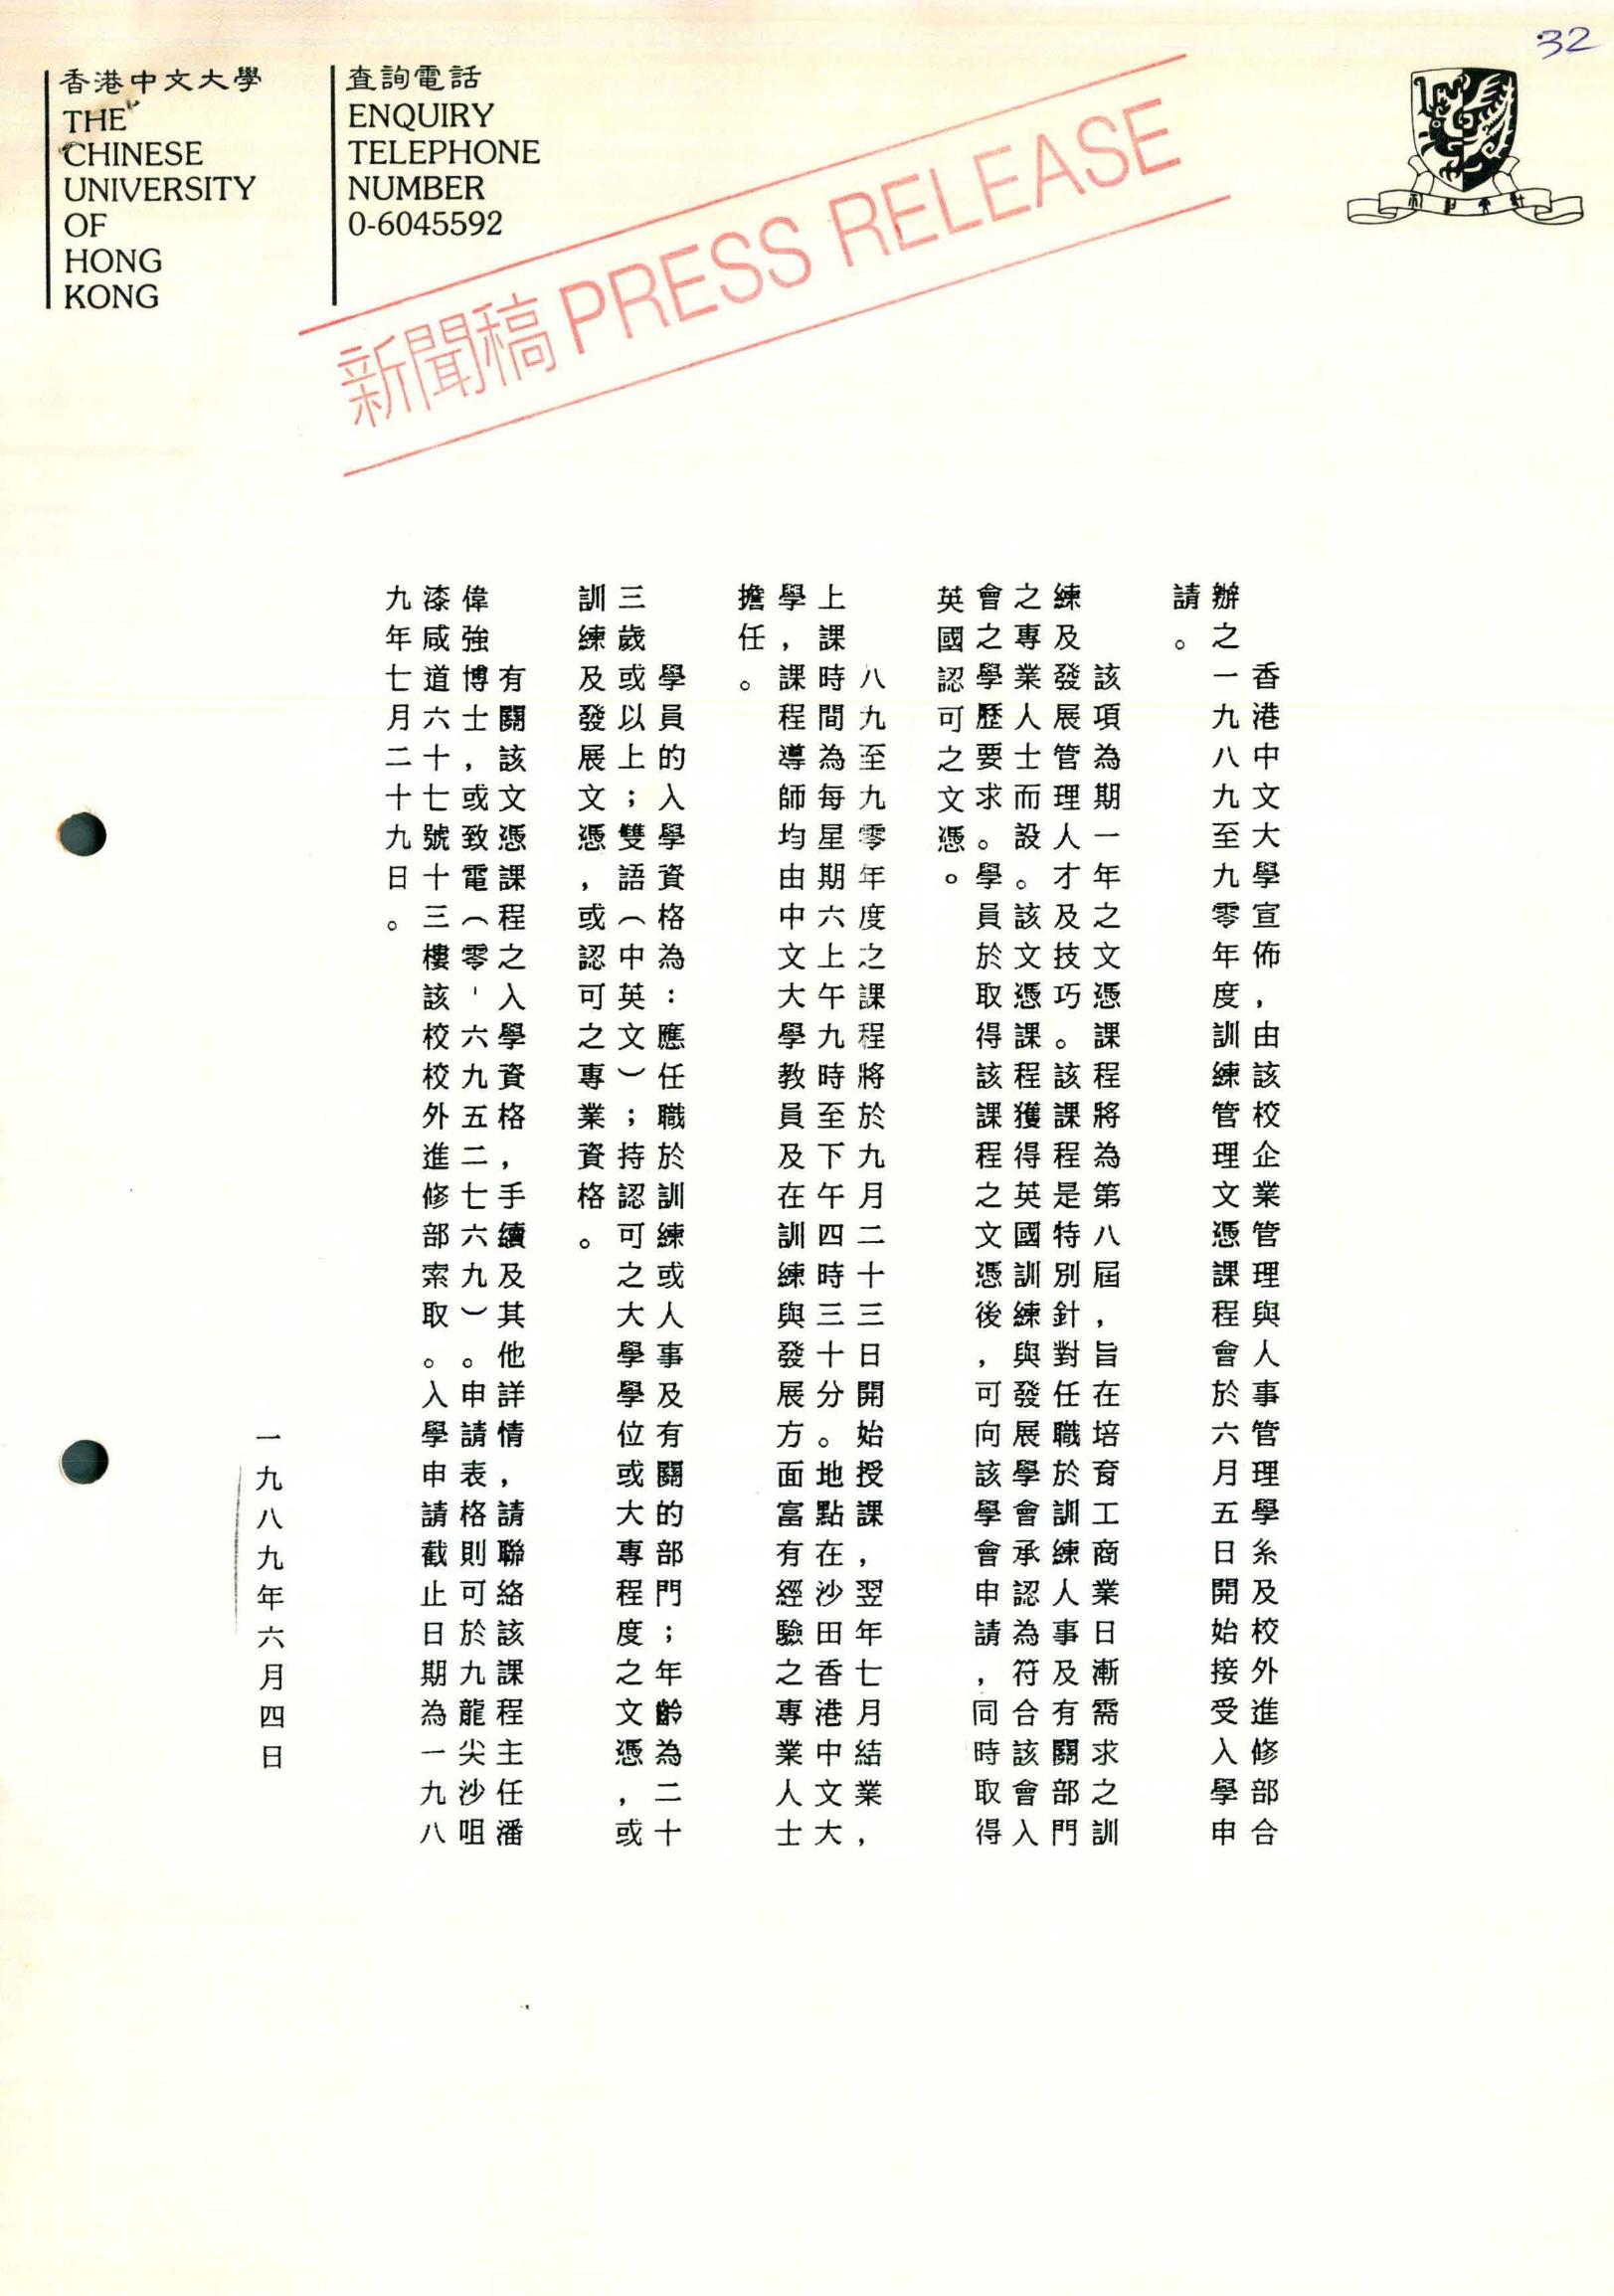 32
香港中文大學
THE
CHINESE
UNIVERSITY
OF
HONG
KONG
查詢電話
ENQUIRY
TELEPHONE
NUMBER
0-6045592
新聞稿 PRESS RELEASE
香港中文大學宣佈，由該校企業管理與人事管理學系及校外進修部合
辦之一九八九至九零年度，訓練管理文憑課程會於六月五日開始接受入學申
請。
該項為期一年之文憑課程將為第八屆，旨在培育工商業日漸需求之訓
練及發展管理人才及技巧。該課程是特別針對任職於訓練人事及有關部門
之專業人士而設。該文憑課程獲得英國訓練與發展學會承認為符合該會入
會之學歷要求。學員於取得該課程之文憑後，可向該學會申請，同時取得
英國認可之文憑。
八九至九零年度之課程將於九月二十三日開始授課，翌年七月結業，
上課時間為每星期六上午九時至下午四時三十分。地點在沙田香港中文大
學，課程導師均由中文大學教員及在訓練與發展方面富有經驗之專業人士
擔任。
學員的入學資格為：應任職於訓練或人事及有關的部門；年齡為二十
三歲或以上；雙語（中英文）；持認可之大學學位或大專程度之文憑，或
訓練及發展文憑，或認可之專業資格。
有關該文憑課程之入學資格，手續及其他詳情，請聯絡該課程主任潘
偉強博士，或致電（零－六九五二七六九）。申請表格則可於九龍尖沙咀
漆咸道六十七號十三樓該校校外進修部索取。入學申請截止日期為一九八
九年七月二十九日。
一九八九年六月四日